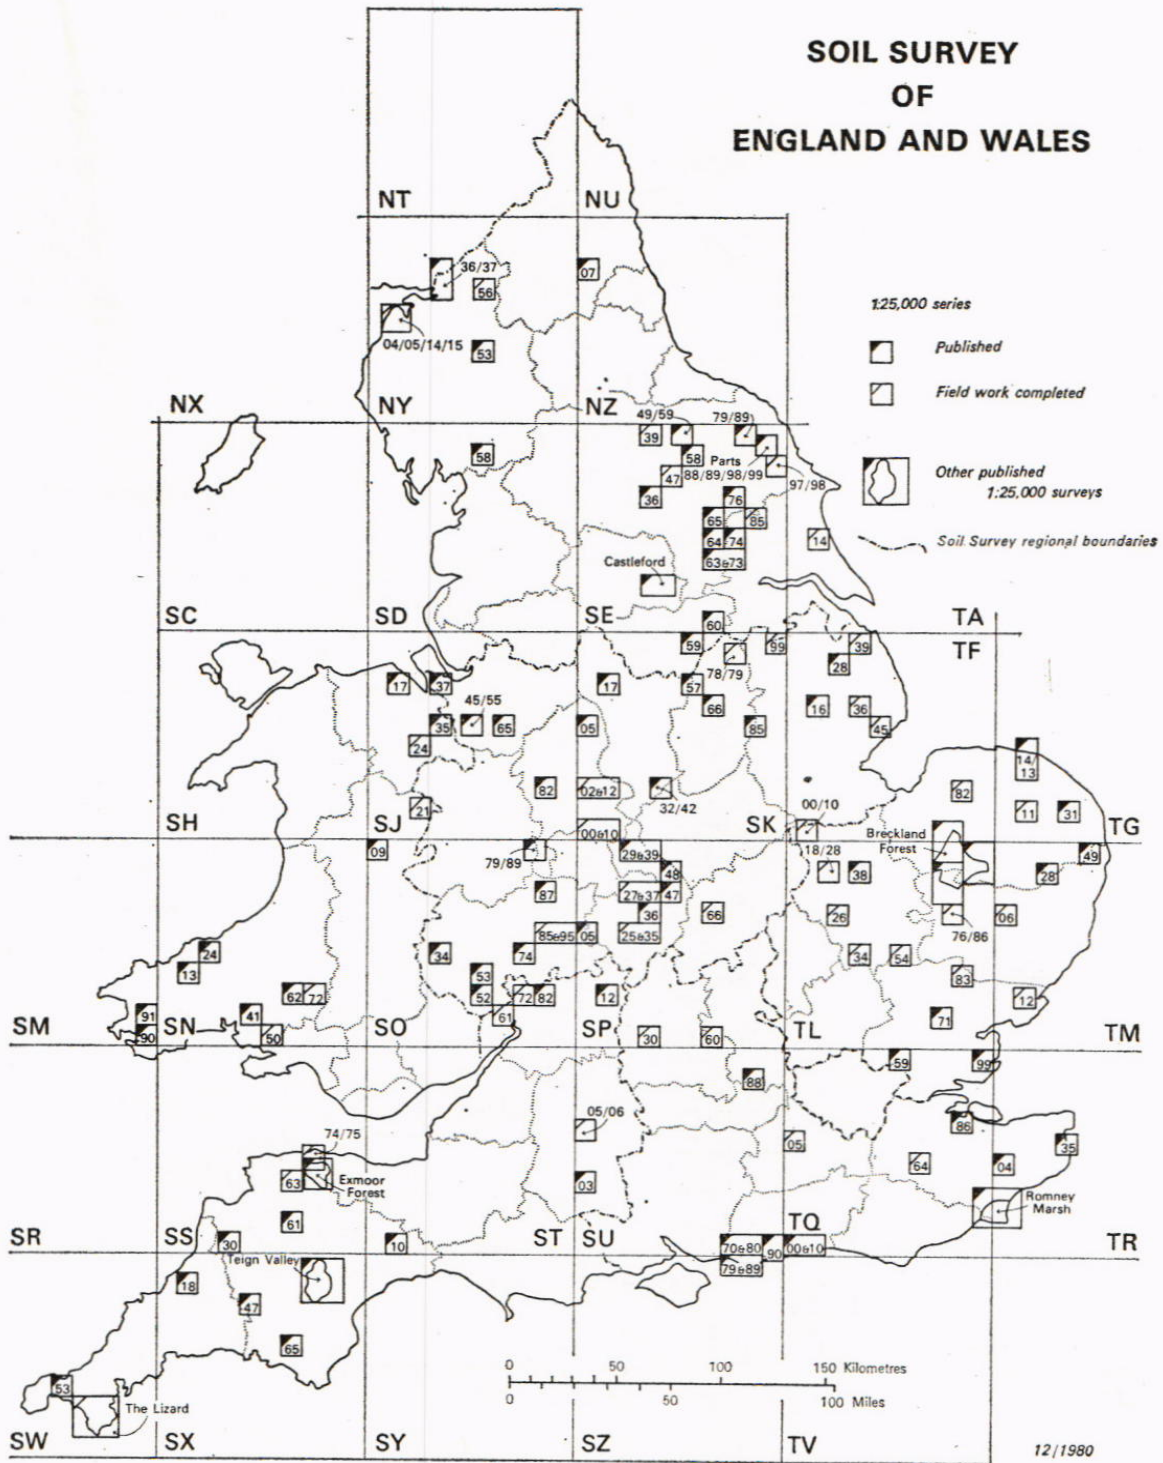 SOIL SURVEY
OF
ENGLAND AND WALES
NT
NU
36/37
07
56
04/05/14/15
53
1:25,000 series
Published
Field work completed
Other published
1:25,000 surveys
Soil Survey regional boundaries
NX
NY
NZ
49/59
79/89
39
58
58
Parts
88/89/98/99
47
97/98
36
76
65
85
64
74
14
63&73
Castleford
SC
SD
SE
60
TA
TF
59
99
39
78/79
28
17
37
17
57
45/55
66
16
36
35
65
05
85
45
24
14/
13
82
02&12
82
32/42
21
00/10
11
31
SH
SJ
00&10
SK
TG
Breckland
Forest
09
79/89
29&39
18/28
49
48
38
28
87
27&37
47
36
66
26
76/86
06
85&95
05
25&35
24
34
74
34
54
13
53
83
62
72
52
72
82
12
12
91
41
61
71
SM
90
SN
50
SO
SP
30
60
TL
TM
59
99
88
05/06
86
74/75
05
35
63
Exmoor
Forest
03
64
04
Romney
Marsh
61
TQ
SR
SS
30
10
ST
SU
70&80
90
00&10
TR
79&89
Teign Valley
18
47
65
0
50
100
150 Kilometres
0
50
100 Miles
53
The Lizard
SW
SX
SY
SZ
TV
12/1980